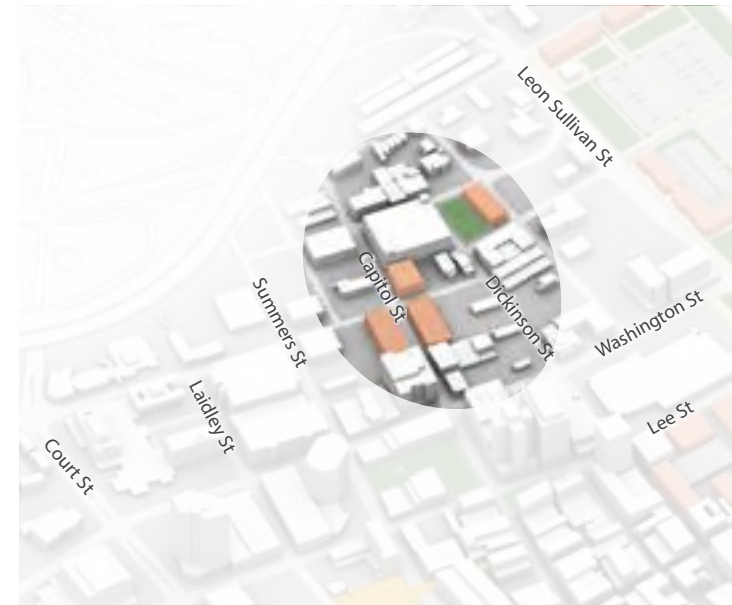 Leon Sullivan St
Capitol St
Summers St
Dickinson St
Washington St
Laidley St
Lee St
Court St